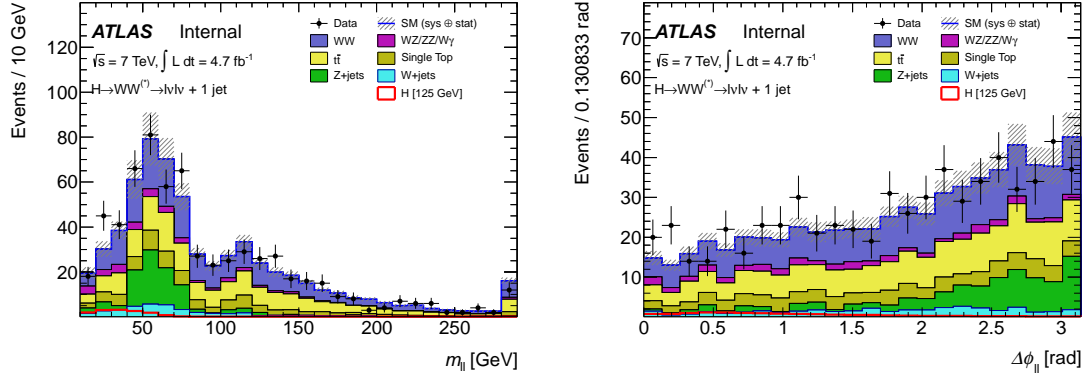 Events / 10 GeV
120
100
80
60
40
20
ATLAS Internal
√s = 7 TeV, ∫ L dt = 4.7 fb⁻¹
H→WW⁽*⁾→lνlν + 1 jet
Data
SM (sys ⊕ stat)
WW
WZ/ZZ/Wγ
tt̄
Single Top
Z+jets
W+jets
H [125 GeV]
50 100 150 200 250
m_ll [GeV]
Events / 0.130833 rad
70
60
50
40
30
20
10
ATLAS Internal
√s = 7 TeV, ∫ L dt = 4.7 fb⁻¹
H→WW⁽*⁾→lνlν + 1 jet
Data
SM (sys ⊕ stat)
WW
WZ/ZZ/Wγ
tt̄
Single Top
Z+jets
W+jets
H [125 GeV]
0 0.5 1 1.5 2 2.5 3
Δϕ_ll [rad]